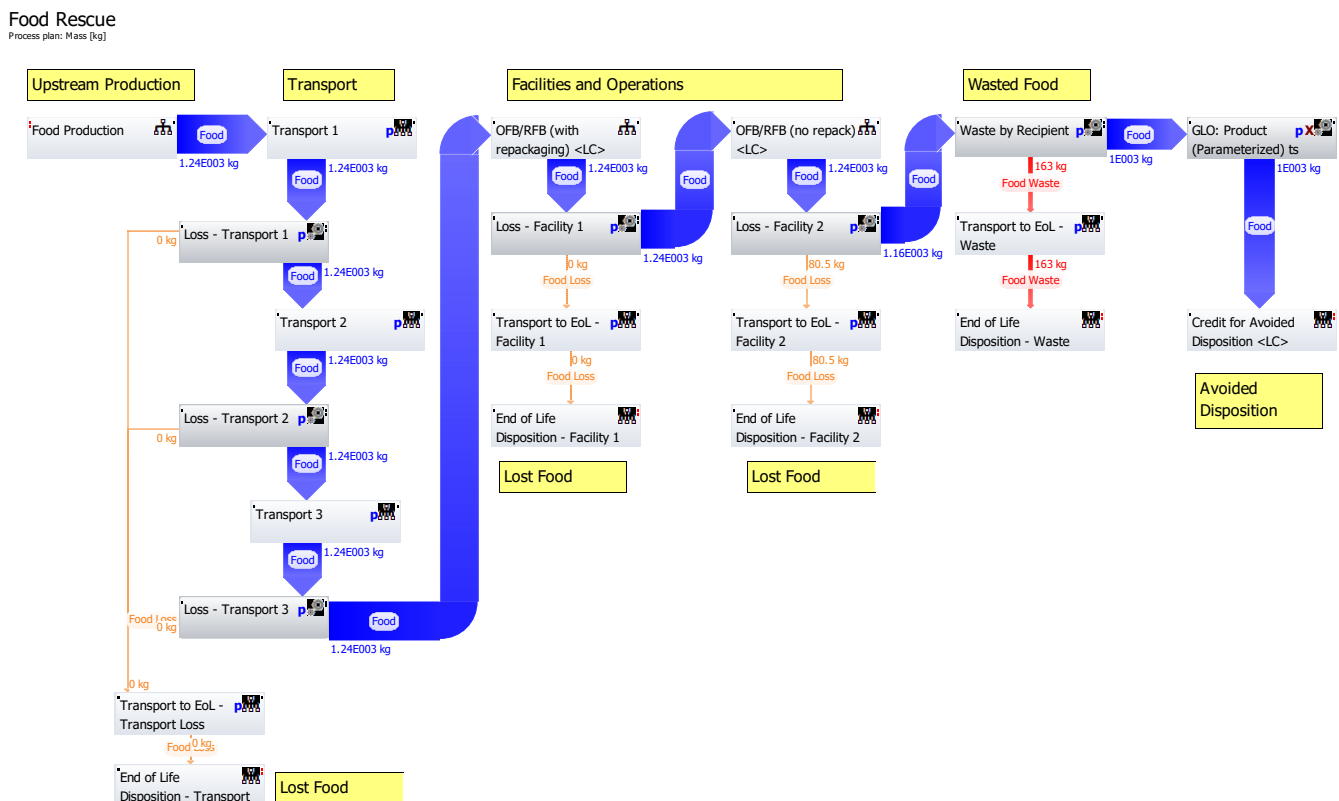 Food Rescue
Process plan: Mass [kg]
Upstream Production
Transport
Facilities and Operations
Wasted Food
Food Production
Food
1.24E003 kg
Transport 1
p
1.24E003 kg
Food
OFB/RFB (with
repackaging) <LC>
1.24E003 kg
Food
Food
OFB/RFB (no repack)
<LC>
1.24E003 kg
Food
Food
Waste by Recipient
p
Food
1E003 kg
GLO: Product
(Parameterized) ts
pX
1E003 kg
163 kg
Food Waste
Loss - Transport 1
p
0 kg
Food
1.24E003 kg
Loss - Facility 1
p
1.24E003 kg
0 kg
Food Loss
Loss - Facility 2
p
1.16E003 kg
80.5 kg
Food Loss
Transport to EoL -
Waste
p
163 kg
Food Waste
Food
Transport 2
p
1.24E003 kg
Food
Transport to EoL -
Facility 1
p
0 kg
Food Loss
Transport to EoL -
Facility 2
p
80.5 kg
Food Loss
End of Life
Disposition - Waste
Credit for Avoided
Disposition <LC>
Avoided
Disposition
Loss - Transport 2
p
0 kg
Food
1.24E003 kg
End of Life
Disposition - Facility 1
End of Life
Disposition - Facility 2
Lost Food
Lost Food
Transport 3
p
1.24E003 kg
Food
Loss - Transport 3
p
Food Loss
0 kg
Food
1.24E003 kg
0 kg
Transport to EoL -
Transport Loss
p
0 kg
Food Loss
End of Life
Disposition - Transport
Lost Food